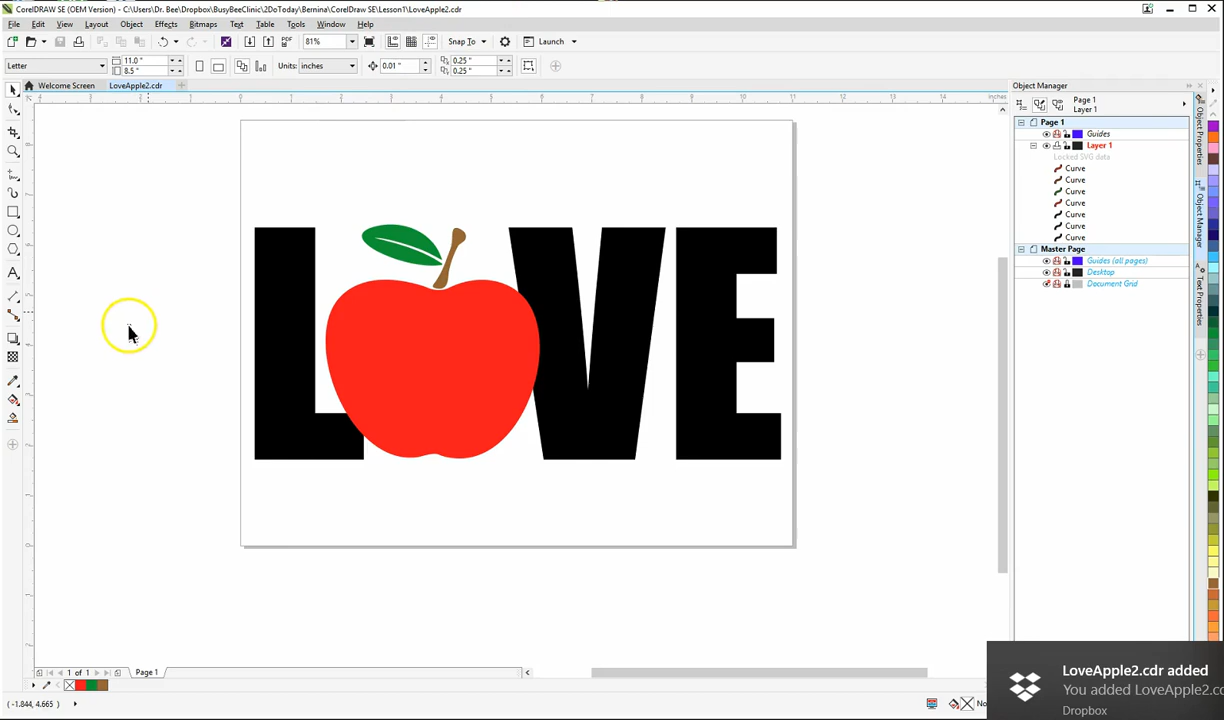 CorelDRAW SE (OEM Version) - C:\Users\Dr. Bee\Dropbox\BusyBeeClinic\2DoToday\Bernina\CorelDraw SE\Lesson1\LoveApple2.cdr
File Edit View Layout Object Effects Bitmaps Text Table Tools Window Help
81% Snap To Launch
Letter 11.0 " 8.5 " Units: inches 0.01 " 0.25 " 0.25 "
Welcome Screen LoveApple2.cdr
Object Manager
inches
Page 1
Layer 1
Page 1
Guides
Layer 1
Locked SVG data
Curve
Curve
Curve
Curve
Curve
Curve
Curve
Master Page
Guides (all pages)
Desktop
Document Grid
Object Properties
Object Manager
Text Properties
L VE
1 of 1 Page 1
(-1.844, 4.665)
LoveApple2.cdr added
You added LoveApple2.c
Dropbox